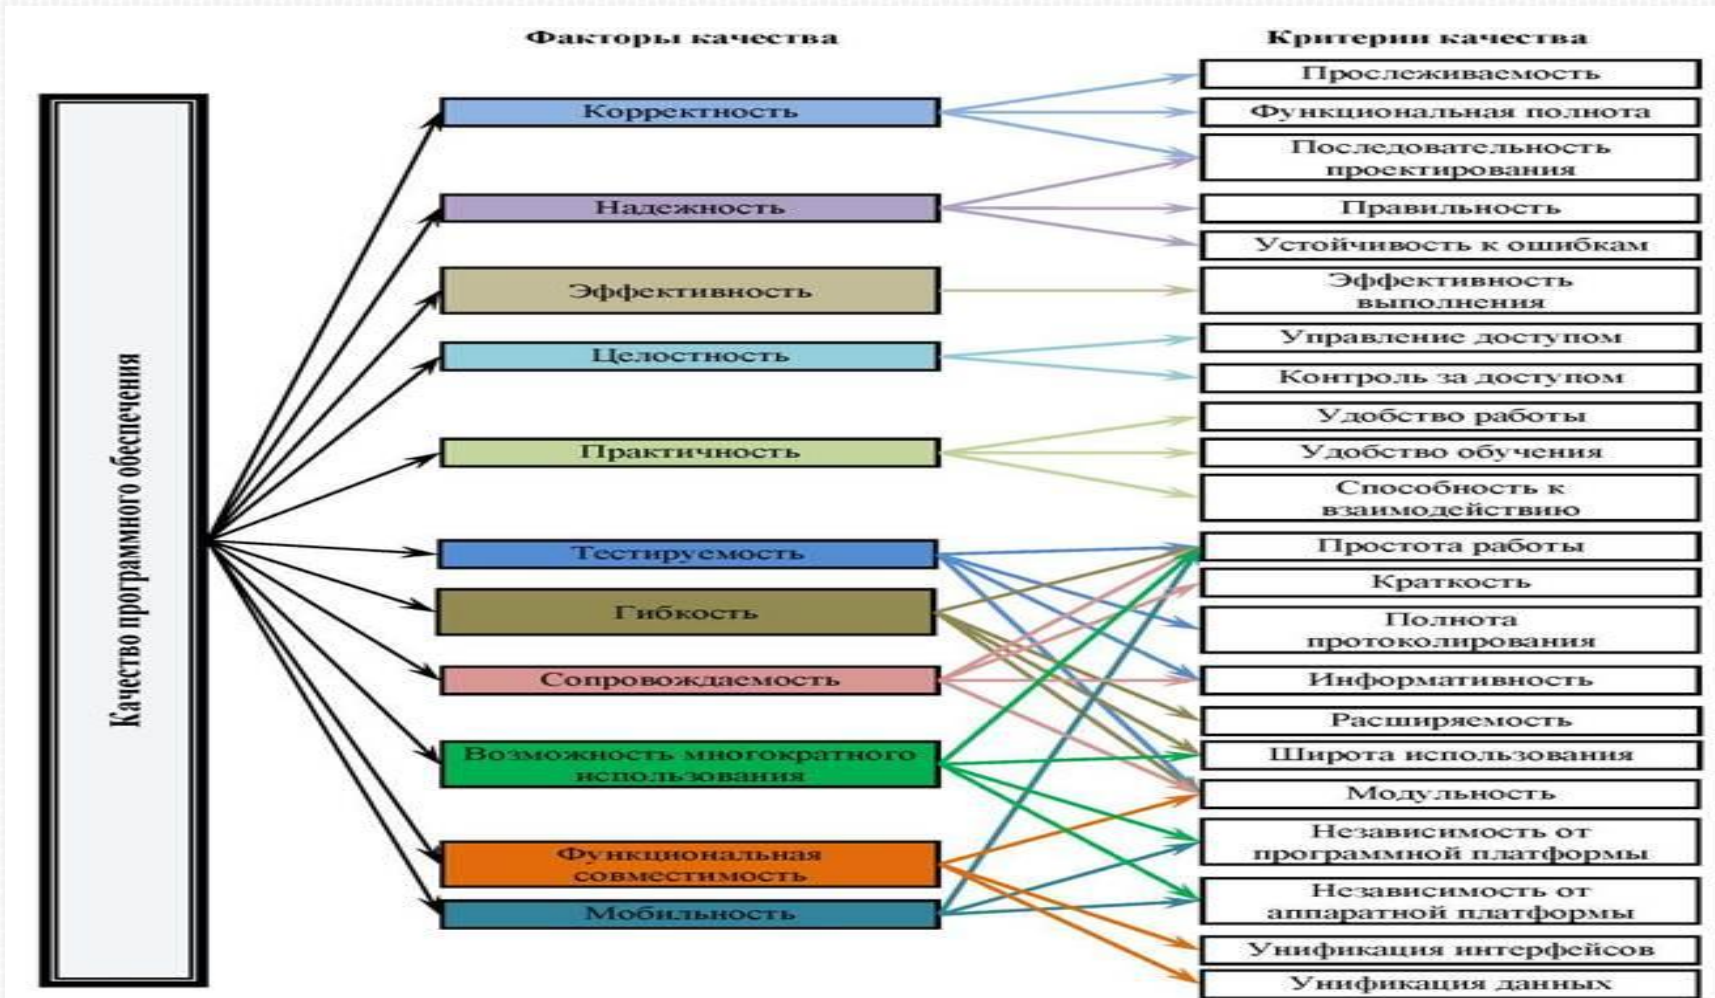 Факторы качества
Критерии качества
Качество программного обеспечения
Корректность
Надежность
Эффективность
Целостность
Практичность
Тестируемость
Гибкость
Сопровождаемость
Возможность многократного
использования
Функциональная
совместимость
Мобильность
Прослеживаемость
Функциональная полнота
Последовательность
проектирования
Правильность
Устойчивость к ошибкам
Эффективность
выполнения
Управление доступом
Контроль за доступом
Удобство работы
Удобство обучения
Способность к
взаимодействию
Простота работы
Краткость
Полнота
протоколирования
Информативность
Расширяемость
Широта использования
Модульность
Независимость от
программной платформы
Независимость от
аппаратной платформы
Унификация интерфейсов
Унификация данных